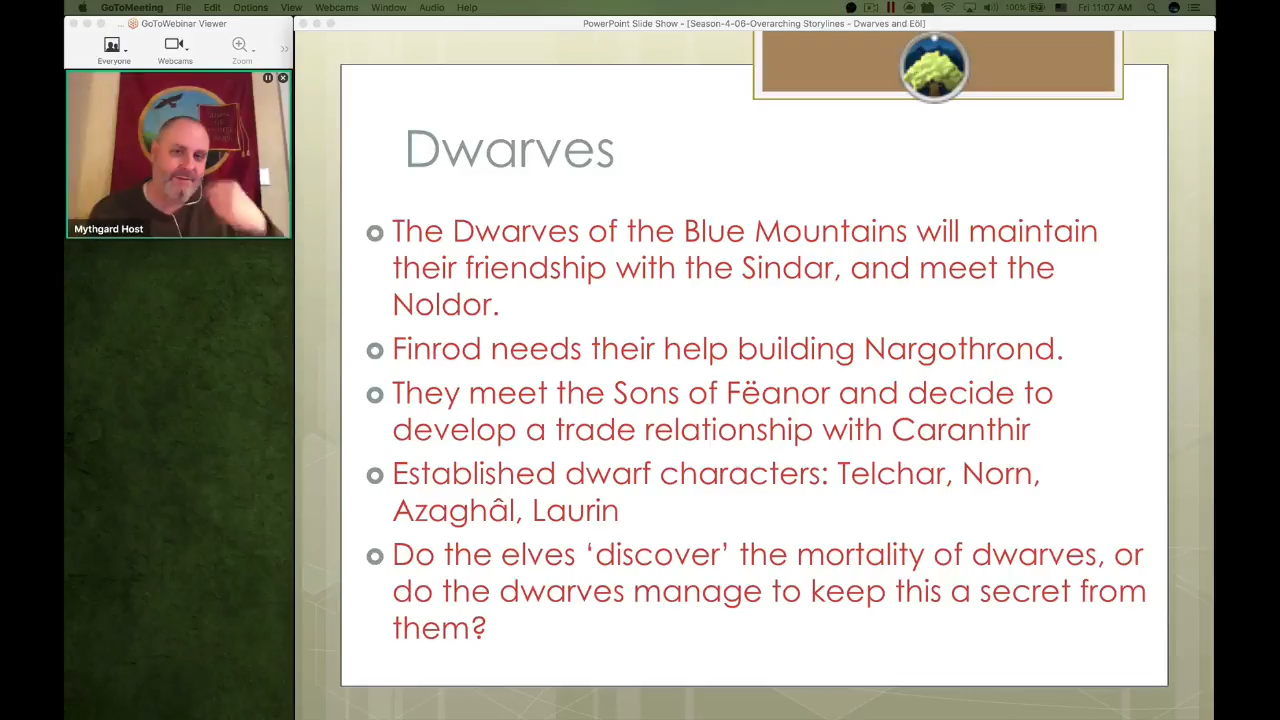 GoToMeeting File Edit View Options Webcams Window Audio Help
100% Fri 11:07 AM
GoToWebinar Viewer
PowerPoint Slide Show - [Season-4-06-Overarching Storylines - Dwarves and Eöl]
Everyone Webcams Zoom
Mythgard Host
Dwarves
The Dwarves of the Blue Mountains will maintain
their friendship with the Sindar, and meet the
Noldor.
Finrod needs their help building Nargothrond.
They meet the Sons of Fëanor and decide to
develop a trade relationship with Caranthir
Established dwarf characters: Telchar, Norn,
Azaghâl, Laurin
Do the elves ‘discover’ the mortality of dwarves, or
do the dwarves manage to keep this a secret from
them?